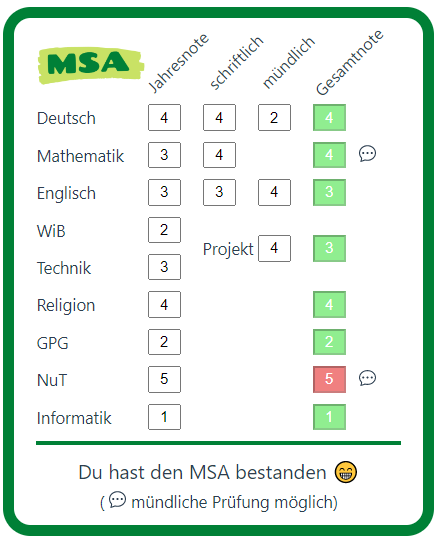 MSA Jahresnote schriftlich mündlich Gesamtnote
Deutsch 4 4 2 4
Mathematik 3 4 4
Englisch 3 3 4 3
WiB 2
Projekt 4 3
Technik 3
Religion 4 4
GPG 2 2
NuT 5 5
Informatik 1 1
Du hast den MSA bestanden 😁
( 💬 mündliche Prüfung möglich)